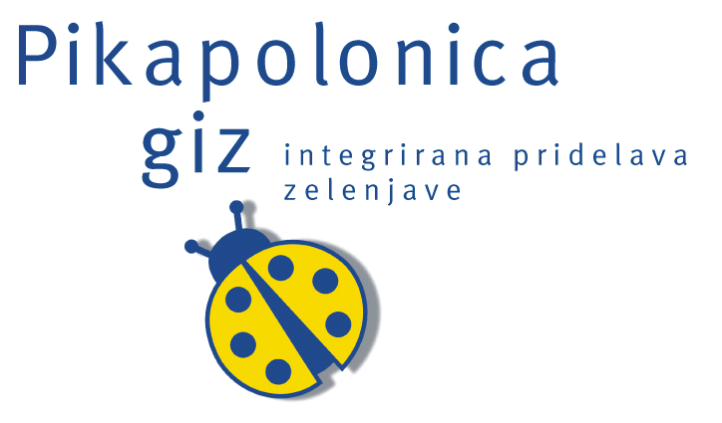 Pikapolonica
giz integrirana pridelava
zelenjave